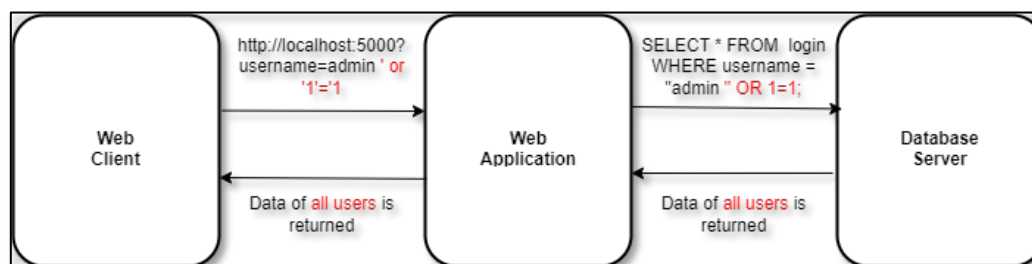 http://localhost:5000?
username=admin ' or
'1'='1
SELECT * FROM login
WHERE username =
"admin " OR 1=1;
Web
Client
Web
Application
Database
Server
Data of all users is
returned
Data of all users is
returned